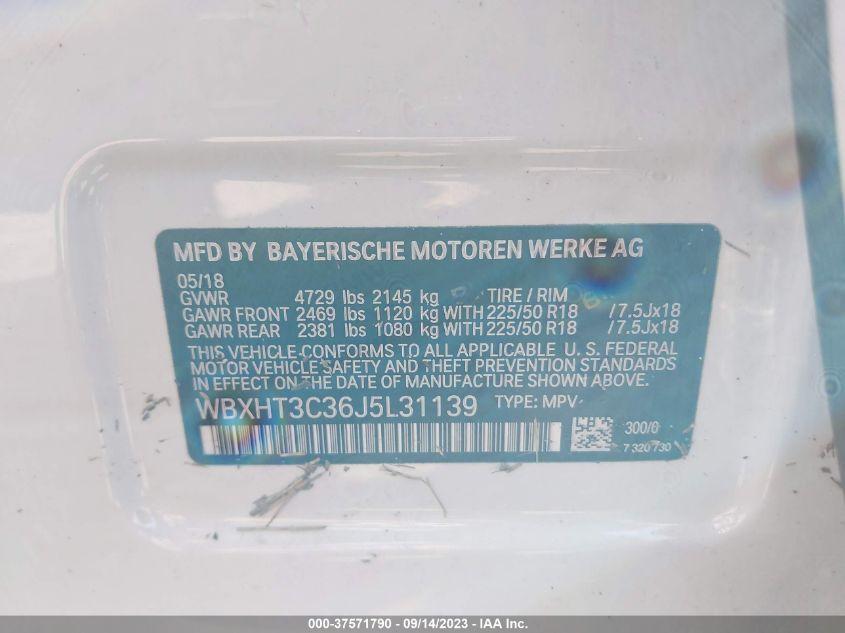 MFD BY BAYERISCHE MOTOREN WERKE AG
05/18
GVWR 4729 lbs 2145 kg TIRE / RIM
GAWR FRONT 2469 lbs 1120 kg WITH 225/50 R18 /7.5Jx18
GAWR REAR 2381 lbs 1080 kg WITH 225/50 R18 /7.5Jx18
THIS VEHICLE CONFORMS TO ALL APPLICABLE U. S. FEDERAL
MOTOR VEHICLE SAFETY AND THEFT PREVENTION STANDARDS
IN EFFECT ON THE DATE OF MANUFACTURE SHOWN ABOVE.
WBXHT3C36J5L31139 TYPE: MPV
300/6
7 320 730
000-37571790 - 09/14/2023 - IAA Inc.